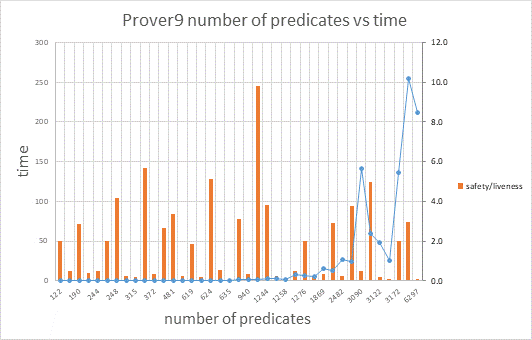 Prover9 number of predicates vs time
300 12.0
250 10.0
200 8.0
150 6.0
100 4.0
50 2.0
0 0.0
time
safety/liveness
122 190 244 248 315 372 481 619 624 635 940 1244 1258 1276 1869 2482 3090 3122 3172 6297
number of predicates